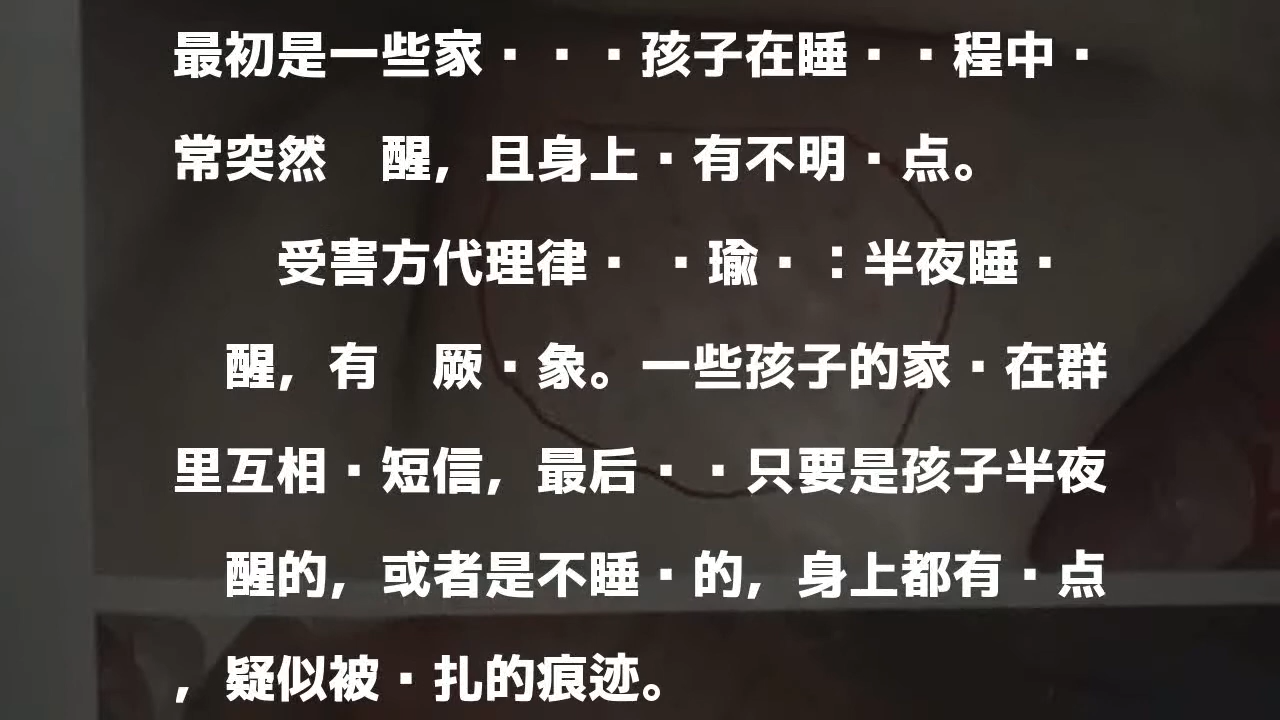 最初是一些家···孩子在睡··程中·
常突然　醒，且身上·有不明·点。
受害方代理律· ·瑜·：半夜睡·
醒，有　厥·象。一些孩子的家·在群
里互相·短信，最后　··只要是孩子半夜
醒的，或者是不睡·的，身上都有·点
，疑似被·扎的痕迹。